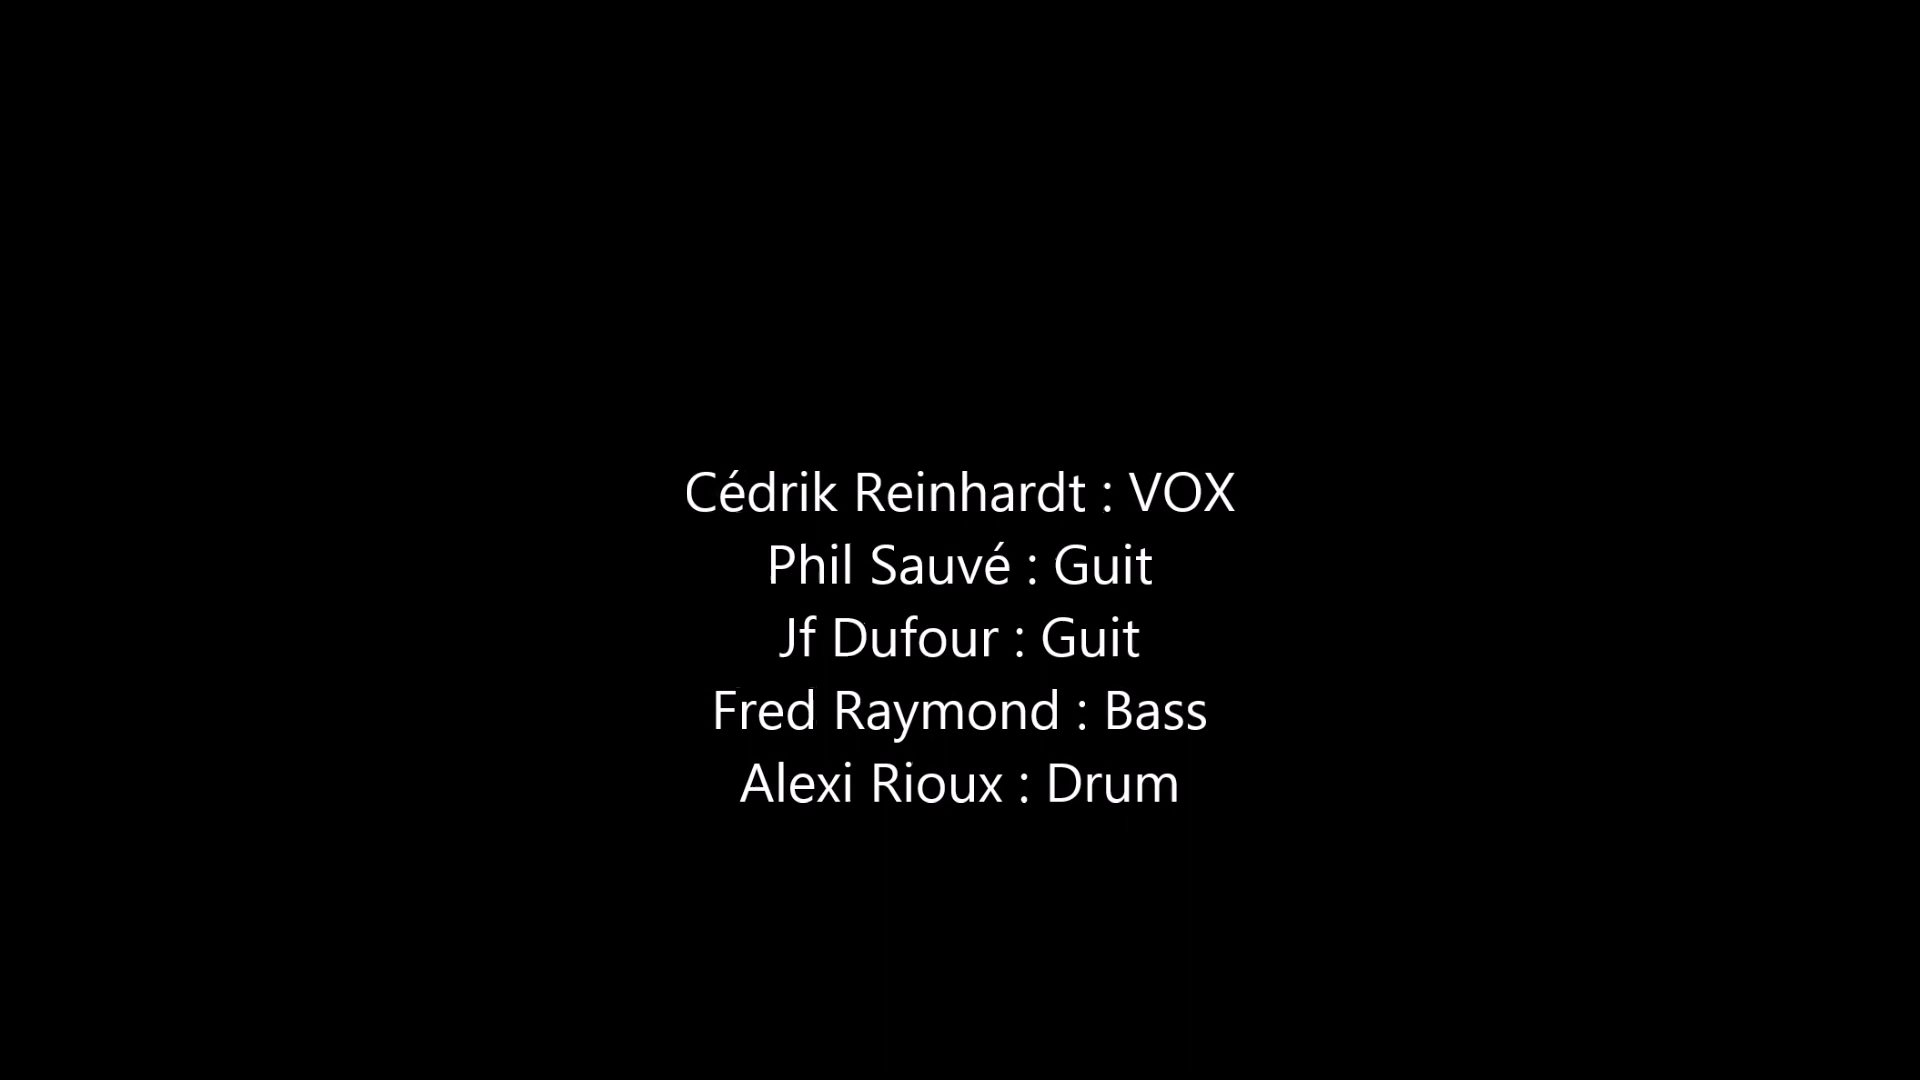 Cédrik Reinhardt : VOX
Phil Sauvé : Guit
Jf Dufour : Guit
Fred Raymond : Bass
Alexi Rioux : Drum